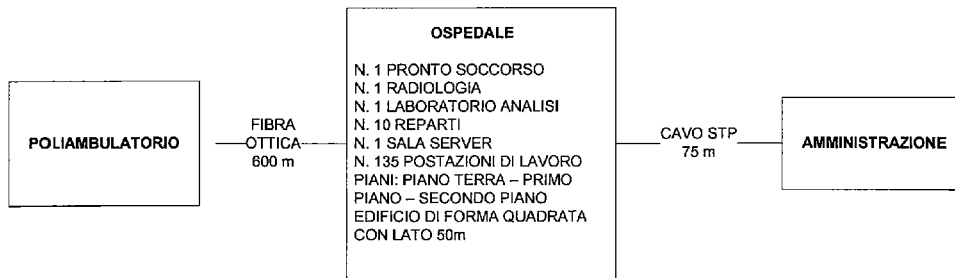 OSPEDALE
N. 1 PRONTO SOCCORSO
N. 1 RADIOLOGIA
N. 1 LABORATORIO ANALISI
N. 10 REPARTI
N. 1 SALA SERVER
N. 135 POSTAZIONI DI LAVORO
PIANI: PIANO TERRA – PRIMO
PIANO – SECONDO PIANO
EDIFICIO DI FORMA QUADRATA
CON LATO 50m
POLIAMBULATORIO
FIBRA
OTTICA
600 m
CAVO STP
75 m
AMMINISTRAZIONE